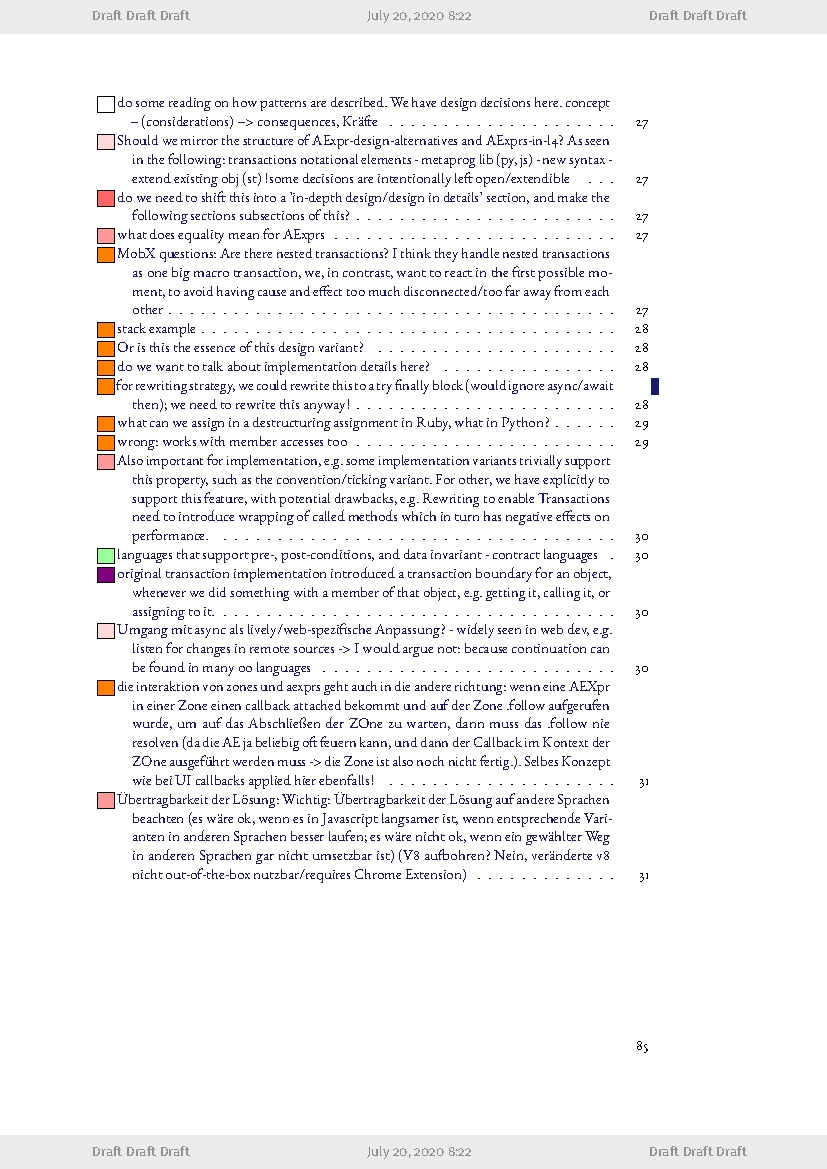 Draft Draft Draft July 20, 2020 8:22 Draft Draft Draft
do some reading on how patterns are described. We have design decisions here. concept
– (considerations) –> consequences, Kräfte . . . . . . . . . . . . . . . . . . . . . 27
Should we mirror the structure of AExpr-design-alternatives and AExprs-in-l4? As seen
in the following: transactions notational elements - metaprog lib (py, js) - new syntax -
extend existing obj (st) !some decisions are intentionally left open/extendible . . . 27
do we need to shift this into a 'in-depth design/design in details' section, and make the
following sections subsections of this? . . . . . . . . . . . . . . . . . . . . . . . . 27
what does equality mean for AExprs . . . . . . . . . . . . . . . . . . . . . . . . . . 27
MobX questions: Are there nested transactions? I think they handle nested transactions
as one big macro transaction, we, in contrast, want to react in the first possible mo-
ment, to avoid having cause and effect too much disconnected/too far away from each
other . . . . . . . . . . . . . . . . . . . . . . . . . . . . . . . . . . . . . . . . . 27
stack example . . . . . . . . . . . . . . . . . . . . . . . . . . . . . . . . . . . . . 28
Or is this the essence of this design variant? . . . . . . . . . . . . . . . . . . . . . . 28
do we want to talk about implementation details here? . . . . . . . . . . . . . . . . 28
for rewriting strategy, we could rewrite this to a try finally block (would ignore async/await
then); we need to rewrite this anyway! . . . . . . . . . . . . . . . . . . . . . . . . 28
what can we assign in a destructuring assignment in Ruby, what in Python? . . . . . . 29
wrong: works with member accesses too . . . . . . . . . . . . . . . . . . . . . . . . 29
Also important for implementation, e.g. some implementation variants trivially support
this property, such as the convention/ticking variant. For other, we have explicitly to
support this feature, with potential drawbacks, e.g. Rewriting to enable Transactions
need to introduce wrapping of called methods which in turn has negative effects on
performance. . . . . . . . . . . . . . . . . . . . . . . . . . . . . . . . . . . . . . 30
languages that support pre-, post-conditions, and data invariant - contract languages . 30
original transaction implementation introduced a transaction boundary for an object,
whenever we did something with a member of that object, e.g. getting it, calling it, or
assigning to it. . . . . . . . . . . . . . . . . . . . . . . . . . . . . . . . . . . . . 30
Umgang mit async als lively/web-spezifische Anpassung? - widely seen in web dev, e.g.
listen for changes in remote sources -> I would argue not: because continuation can
be found in many oo languages . . . . . . . . . . . . . . . . . . . . . . . . . . . . 30
die interaktion von zones und aexprs geht auch in die andere richtung: wenn eine AEXpr
in einer Zone einen callback attached bekommt und auf der Zone .follow aufgerufen
wurde, um auf das Abschließen der ZOne zu warten, dann muss das .follow nie
resolven (da die AE ja beliebig oft feuern kann, und dann der Callback im Kontext der
ZOne ausgeführt werden muss -> die Zone ist also noch nicht fertig.). Selbes Konzept
wie bei UI callbacks applied hier ebenfalls! . . . . . . . . . . . . . . . . . . . . . 31
Übertragbarkeit der Lösung: Wichtig: Übertragbarkeit der Lösung auf andere Sprachen
beachten (es wäre ok, wenn es in Javascript langsamer ist, wenn entsprechende Vari-
anten in anderen Sprachen besser laufen; es wäre nicht ok, wenn ein gewählter Weg
in anderen Sprachen gar nicht umsetzbar ist) (V8 aufbohren? Nein, veränderte v8
nicht out-of-the-box nutzbar/requires Chrome Extension) . . . . . . . . . . . . . 31
85
Draft Draft Draft July 20, 2020 8:22 Draft Draft Draft